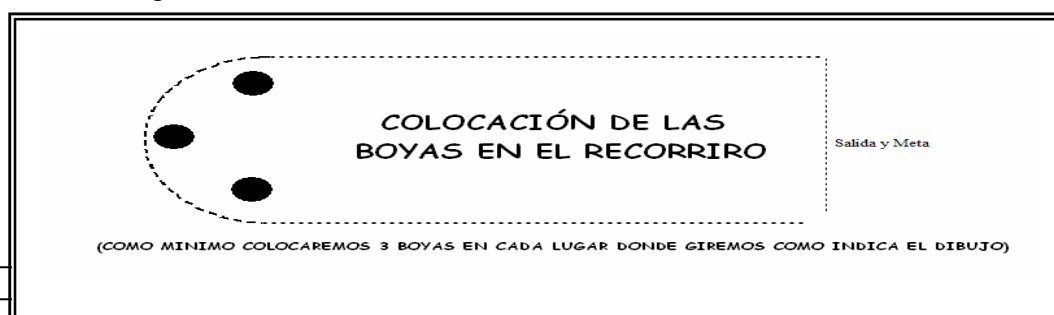 COLOCACIÓN DE LAS
BOYAS EN EL RECORRIRO
Salida y Meta
(COMO MINIMO COLOCAREMOS 3 BOYAS EN CADA LUGAR DONDE GIREMOS COMO INDICA EL DIBUJO)